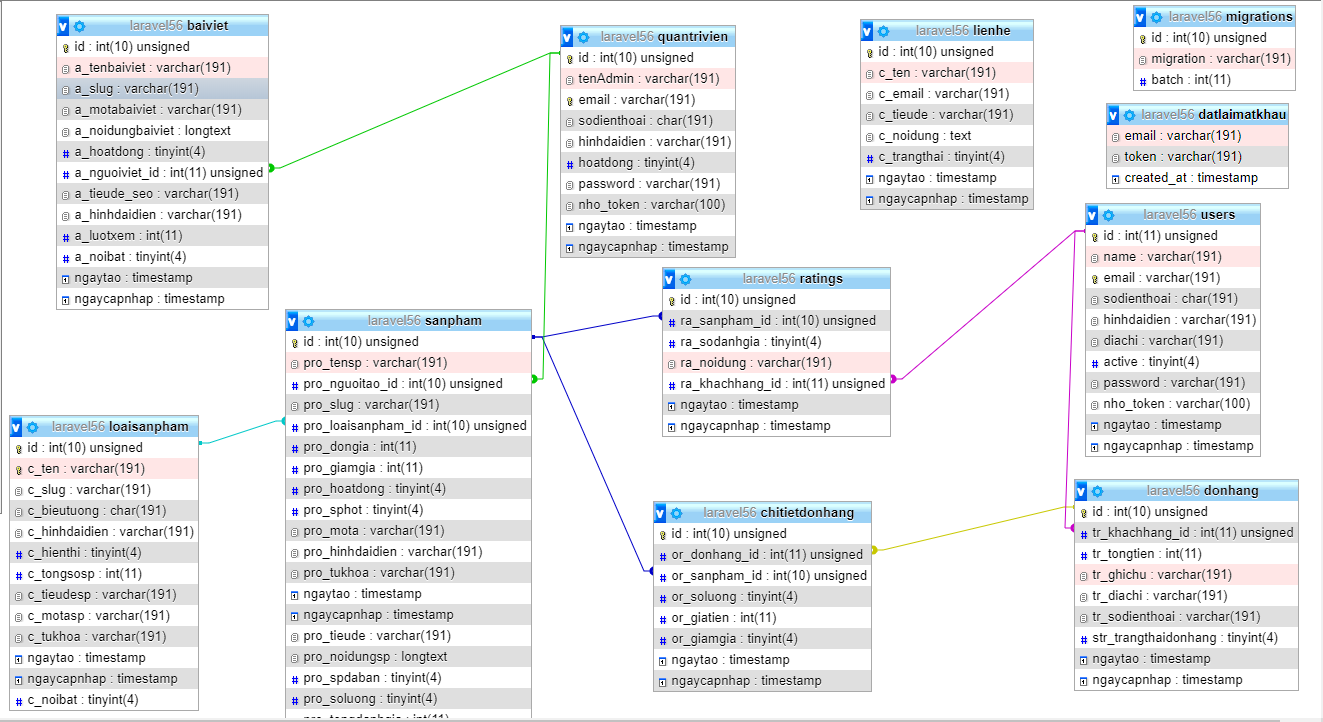 laravel56 baiviet
id : int(10) unsigned
a_tenbaiviet : varchar(191)
a_slug : varchar(191)
a_motabaiviet : varchar(191)
a_noidungbaiviet : longtext
a_hoatdong : tinyint(4)
a_nguoiviet_id : int(11) unsigned
a_tieude_seo : varchar(191)
a_hinhdaidien : varchar(191)
a_luotxem : int(11)
a_noibat : tinyint(4)
ngaytao : timestamp
ngaycapnhap : timestamp
laravel56 quantrivien
id : int(10) unsigned
tenAdmin : varchar(191)
email : varchar(191)
sodienthoai : char(191)
hinhdaidien : varchar(191)
hoatdong : tinyint(4)
password : varchar(191)
nho_token : varchar(100)
ngaytao : timestamp
ngaycapnhap : timestamp
laravel56 lienhe
id : int(10) unsigned
c_ten : varchar(191)
c_email : varchar(191)
c_tieude : varchar(191)
c_noidung : text
c_trangthai : tinyint(4)
ngaytao : timestamp
ngaycapnhap : timestamp
laravel56 migrations
id : int(10) unsigned
migration : varchar(191)
batch : int(11)
laravel56 datlaimatkhau
email : varchar(191)
token : varchar(191)
created_at : timestamp
laravel56 users
id : int(11) unsigned
name : varchar(191)
email : varchar(191)
sodienthoai : char(191)
hinhdaidien : varchar(191)
diachi : varchar(191)
active : tinyint(4)
password : varchar(191)
nho_token : varchar(100)
ngaytao : timestamp
ngaycapnhap : timestamp
laravel56 ratings
id : int(10) unsigned
ra_sanpham_id : int(10) unsigned
ra_sodanhgia : tinyint(4)
ra_noidung : varchar(191)
ra_khachhang_id : int(11) unsigned
ngaytao : timestamp
ngaycapnhap : timestamp
laravel56 sanpham
id : int(10) unsigned
pro_tensp : varchar(191)
pro_nguoitao_id : int(10) unsigned
pro_slug : varchar(191)
pro_loaisanpham_id : int(10) unsigned
pro_dongia : int(11)
pro_giamgia : int(11)
pro_hoatdong : tinyint(4)
pro_sphot : tinyint(4)
pro_mota : varchar(191)
pro_hinhdaidien : varchar(191)
pro_tukhoa : varchar(191)
ngaytao : timestamp
ngaycapnhap : timestamp
pro_tieude : varchar(191)
pro_noidungsp : longtext
pro_spdaban : tinyint(4)
pro_soluong : tinyint(4)
laravel56 loaisanpham
id : int(10) unsigned
c_ten : varchar(191)
c_slug : varchar(191)
c_bieutuong : char(191)
c_hinhdaidien : varchar(191)
c_hienthi : tinyint(4)
c_tongsosp : int(11)
c_tieudesp : varchar(191)
c_motasp : varchar(191)
c_tukhoa : varchar(191)
ngaytao : timestamp
ngaycapnhap : timestamp
c_noibat : tinyint(4)
laravel56 chitietdonhang
id : int(10) unsigned
or_donhang_id : int(11) unsigned
or_sanpham_id : int(10) unsigned
or_soluong : tinyint(4)
or_giatien : int(11)
or_giamgia : tinyint(4)
ngaytao : timestamp
ngaycapnhap : timestamp
laravel56 donhang
id : int(10) unsigned
tr_khachhang_id : int(11) unsigned
tr_tongtien : int(11)
tr_ghichu : varchar(191)
tr_diachi : varchar(191)
tr_sodienthoai : varchar(191)
str_trangthaidonhang : tinyint(4)
ngaytao : timestamp
ngaycapnhap : timestamp